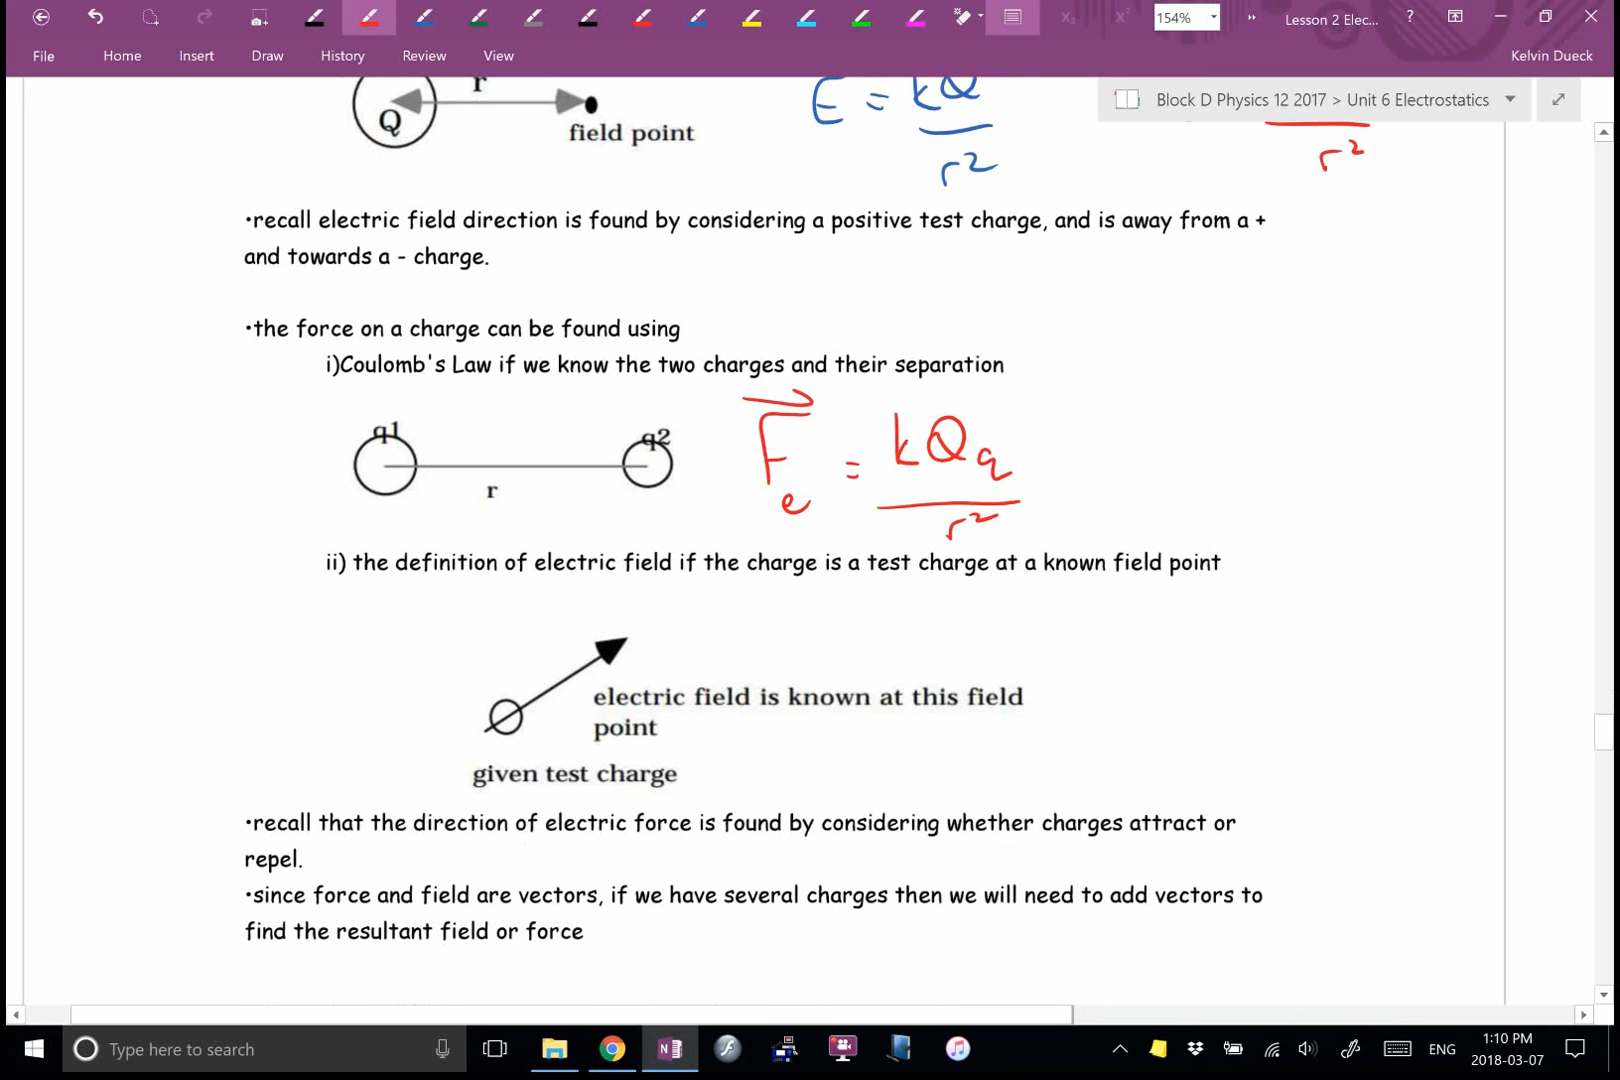 154%
Lesson 2 Elec...
?
File
Home
Insert
Draw
History
Review
View
Kelvin Dueck
Block D Physics 12 2017 > Unit 6 Electrostatics
r
Q
field point
E = kQ
r²
r²
•recall electric field direction is found by considering a positive test charge, and is away from a +
and towards a - charge.
•the force on a charge can be found using
i)Coulomb's Law if we know the two charges and their separation
q1
q2
r
Fe = kQq
r²
ii) the definition of electric field if the charge is a test charge at a known field point
electric field is known at this field
point
given test charge
•recall that the direction of electric force is found by considering whether charges attract or
repel.
•since force and field are vectors, if we have several charges then we will need to add vectors to
find the resultant field or force
Type here to search
ENG
1:10 PM
2018-03-07